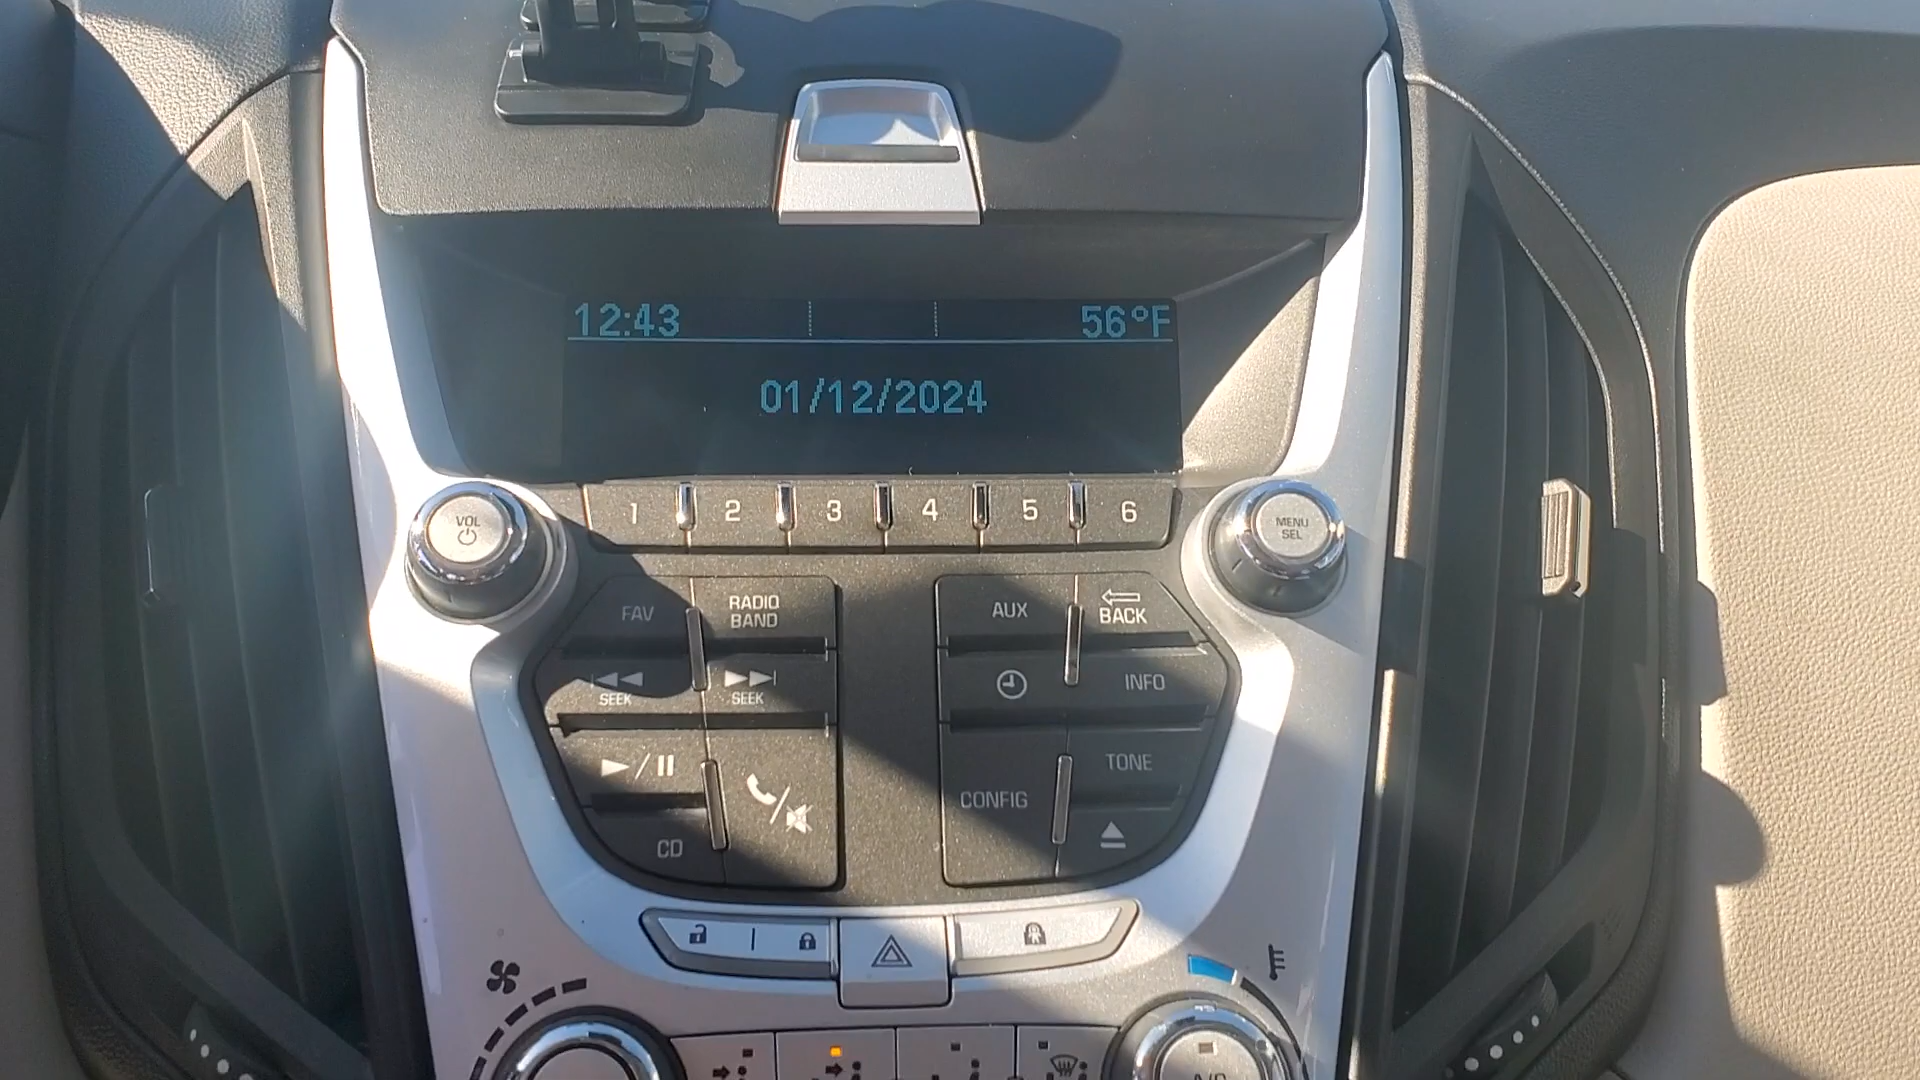 12:43 56°F
01/12/2024
1 2 3 4 5 6
VOL
MENU
SEL
FAV
RADIO
BAND
AUX
BACK
SEEK
SEEK
INFO
TONE
CONFIG
CD